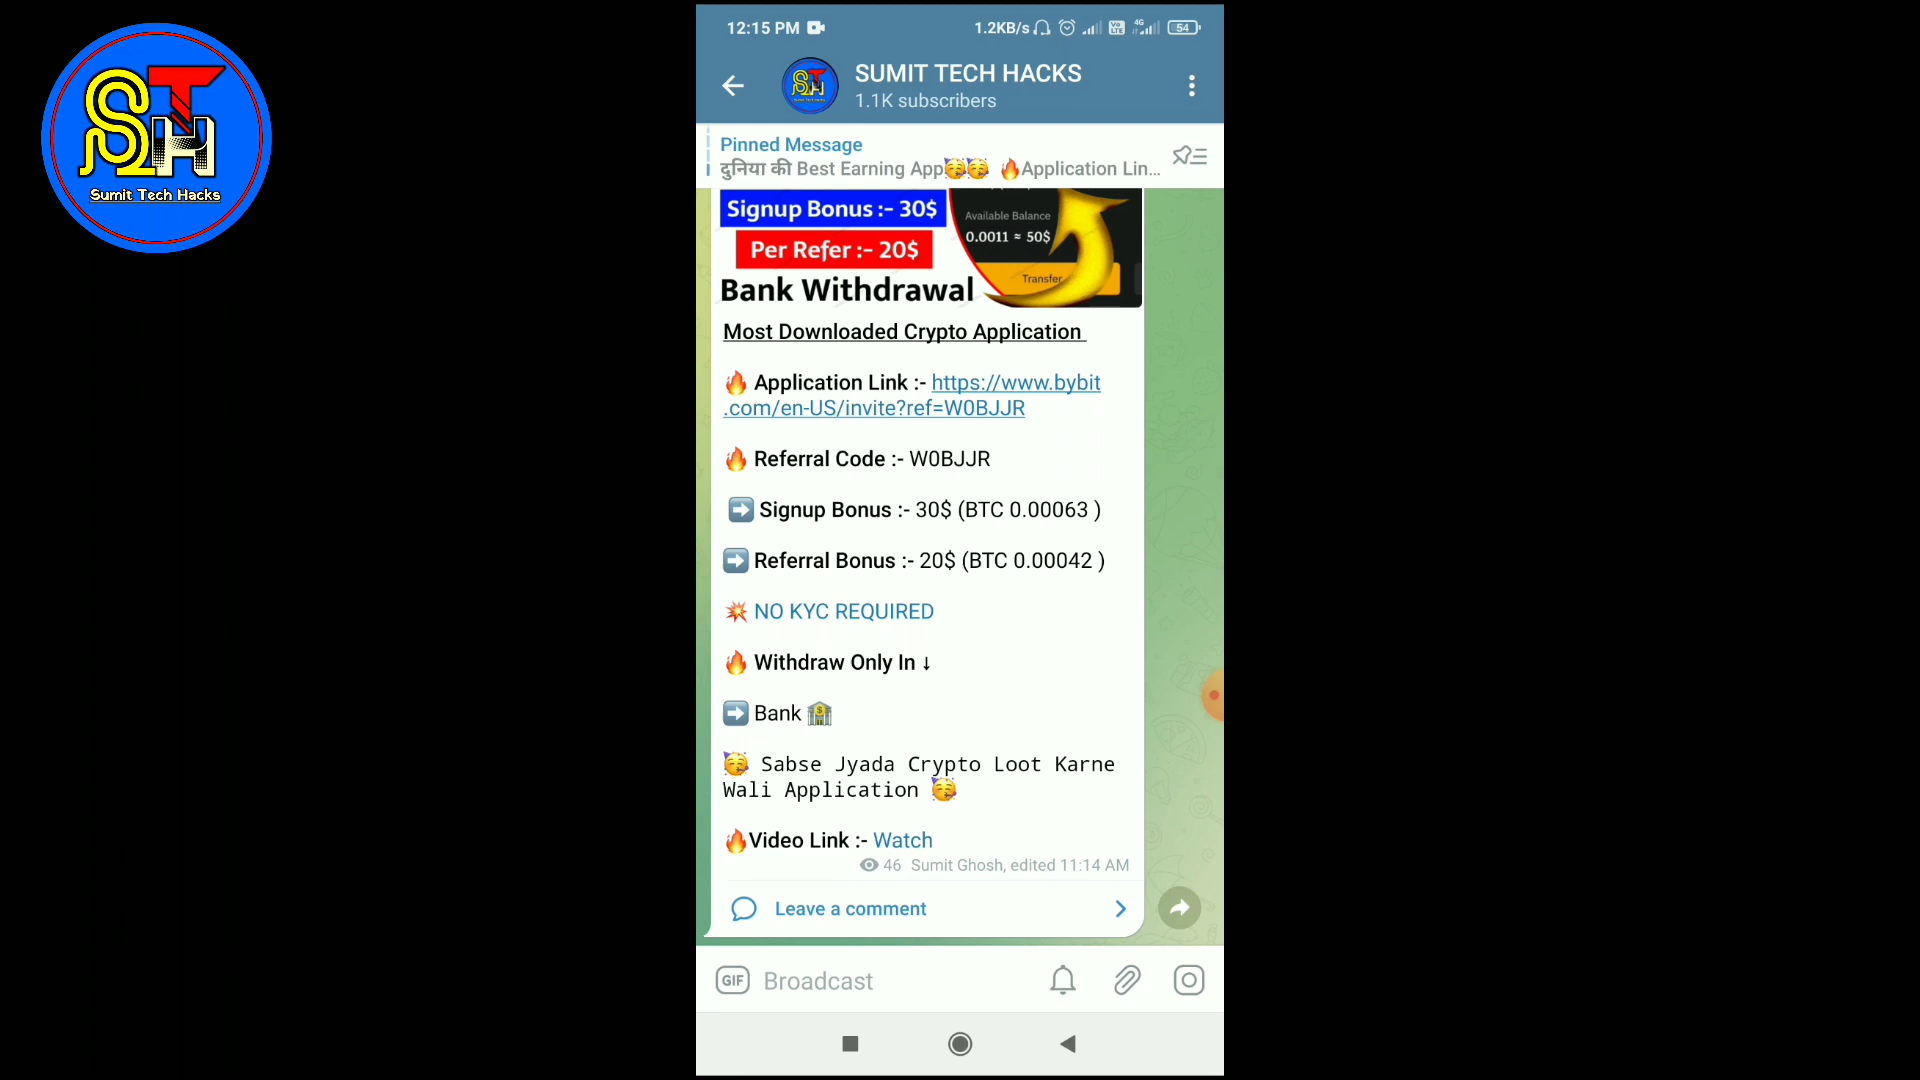 Sumit Tech Hacks
12:15 PM
1.2KB/s
4G
54
SUMIT TECH HACKS
1.1K subscribers
Pinned Message
दुनिया की Best Earning App🥳🥳 🔥Application Lin...
Signup Bonus :- 30$
Per Refer :- 20$
Bank Withdrawal
Available Balance
0.0011 ≈ 50$
Transfer
Most Downloaded Crypto Application
🔥 Application Link :- https://www.bybit
.com/en-US/invite?ref=W0BJJR
🔥 Referral Code :- W0BJJR
➡️ Signup Bonus :- 30$ (BTC 0.00063 )
➡️ Referral Bonus :- 20$ (BTC 0.00042 )
💥 NO KYC REQUIRED
🔥 Withdraw Only In ↓
➡️ Bank 🏦
🥳 Sabse Jyada Crypto Loot Karne
Wali Application 🥳
🔥Video Link :- Watch
46 Sumit Ghosh, edited 11:14 AM
Leave a comment
GIF Broadcast